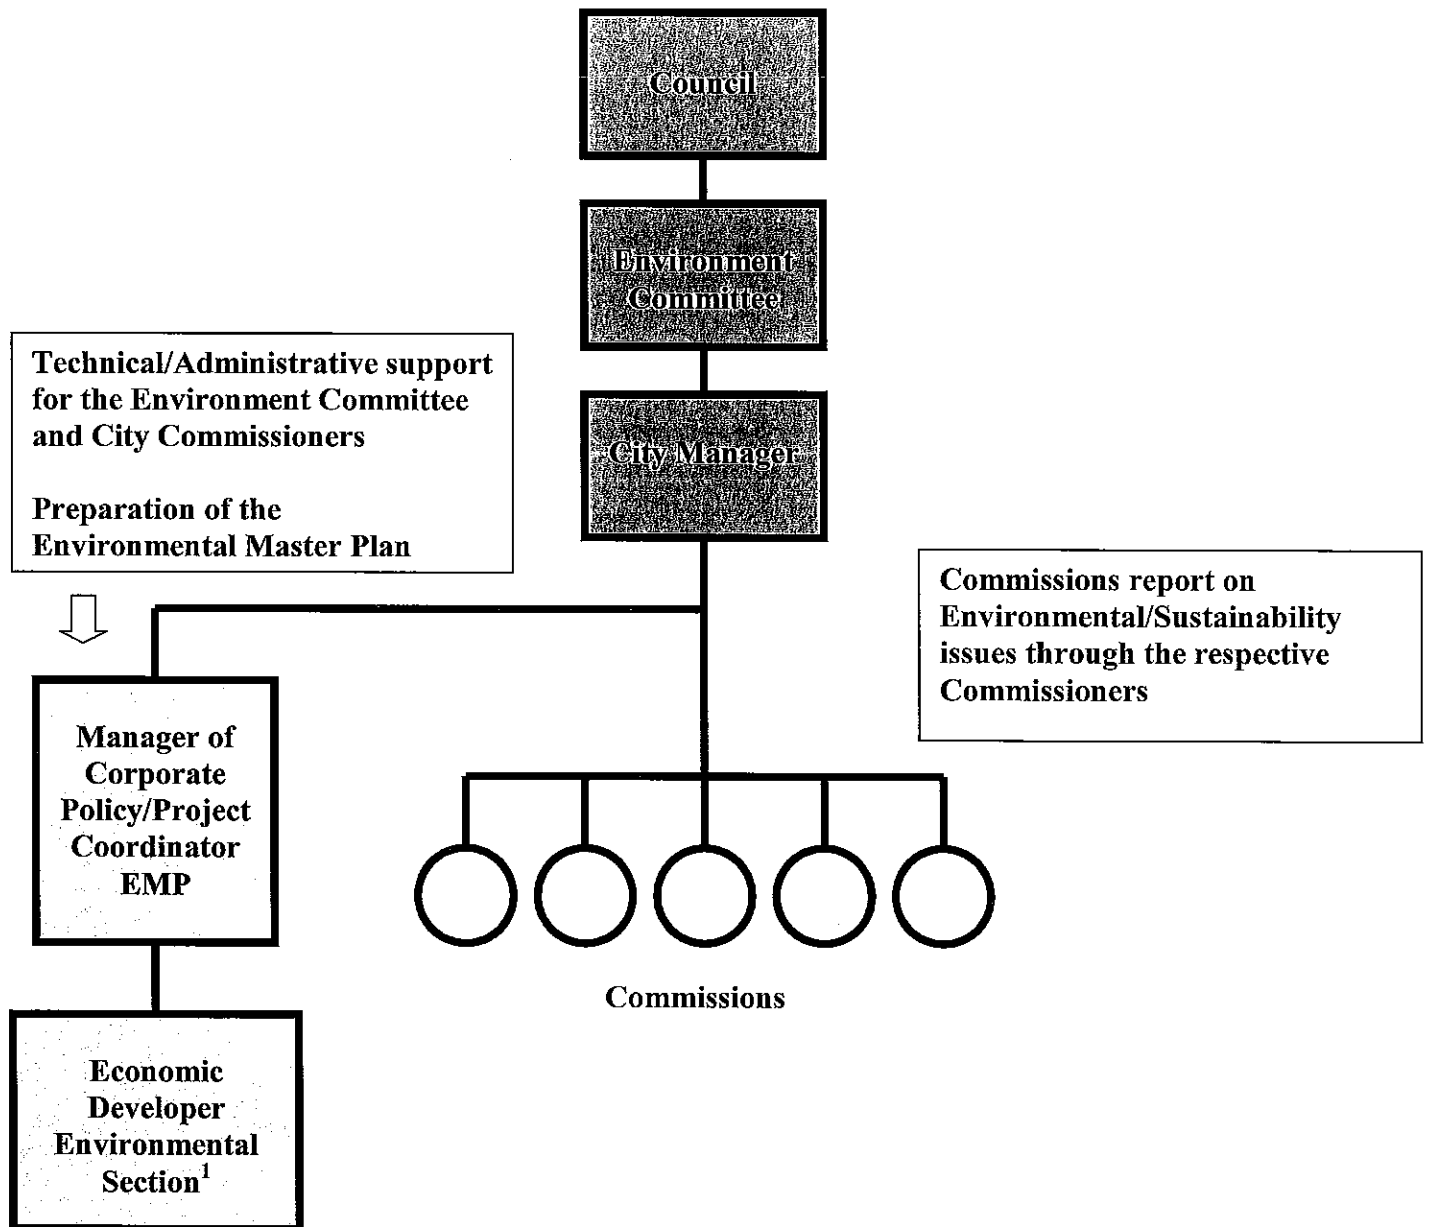 Council
Environment
Committee
City Manager
Technical/Administrative support
for the Environment Committee
and City Commissioners
Preparation of the
Environmental Master Plan
Commissions report on
Environmental/Sustainability
issues through the respective
Commissioners
Manager of
Corporate
Policy/Project
Coordinator
EMP
Commissions
Economic
Developer
Environmental
Section¹